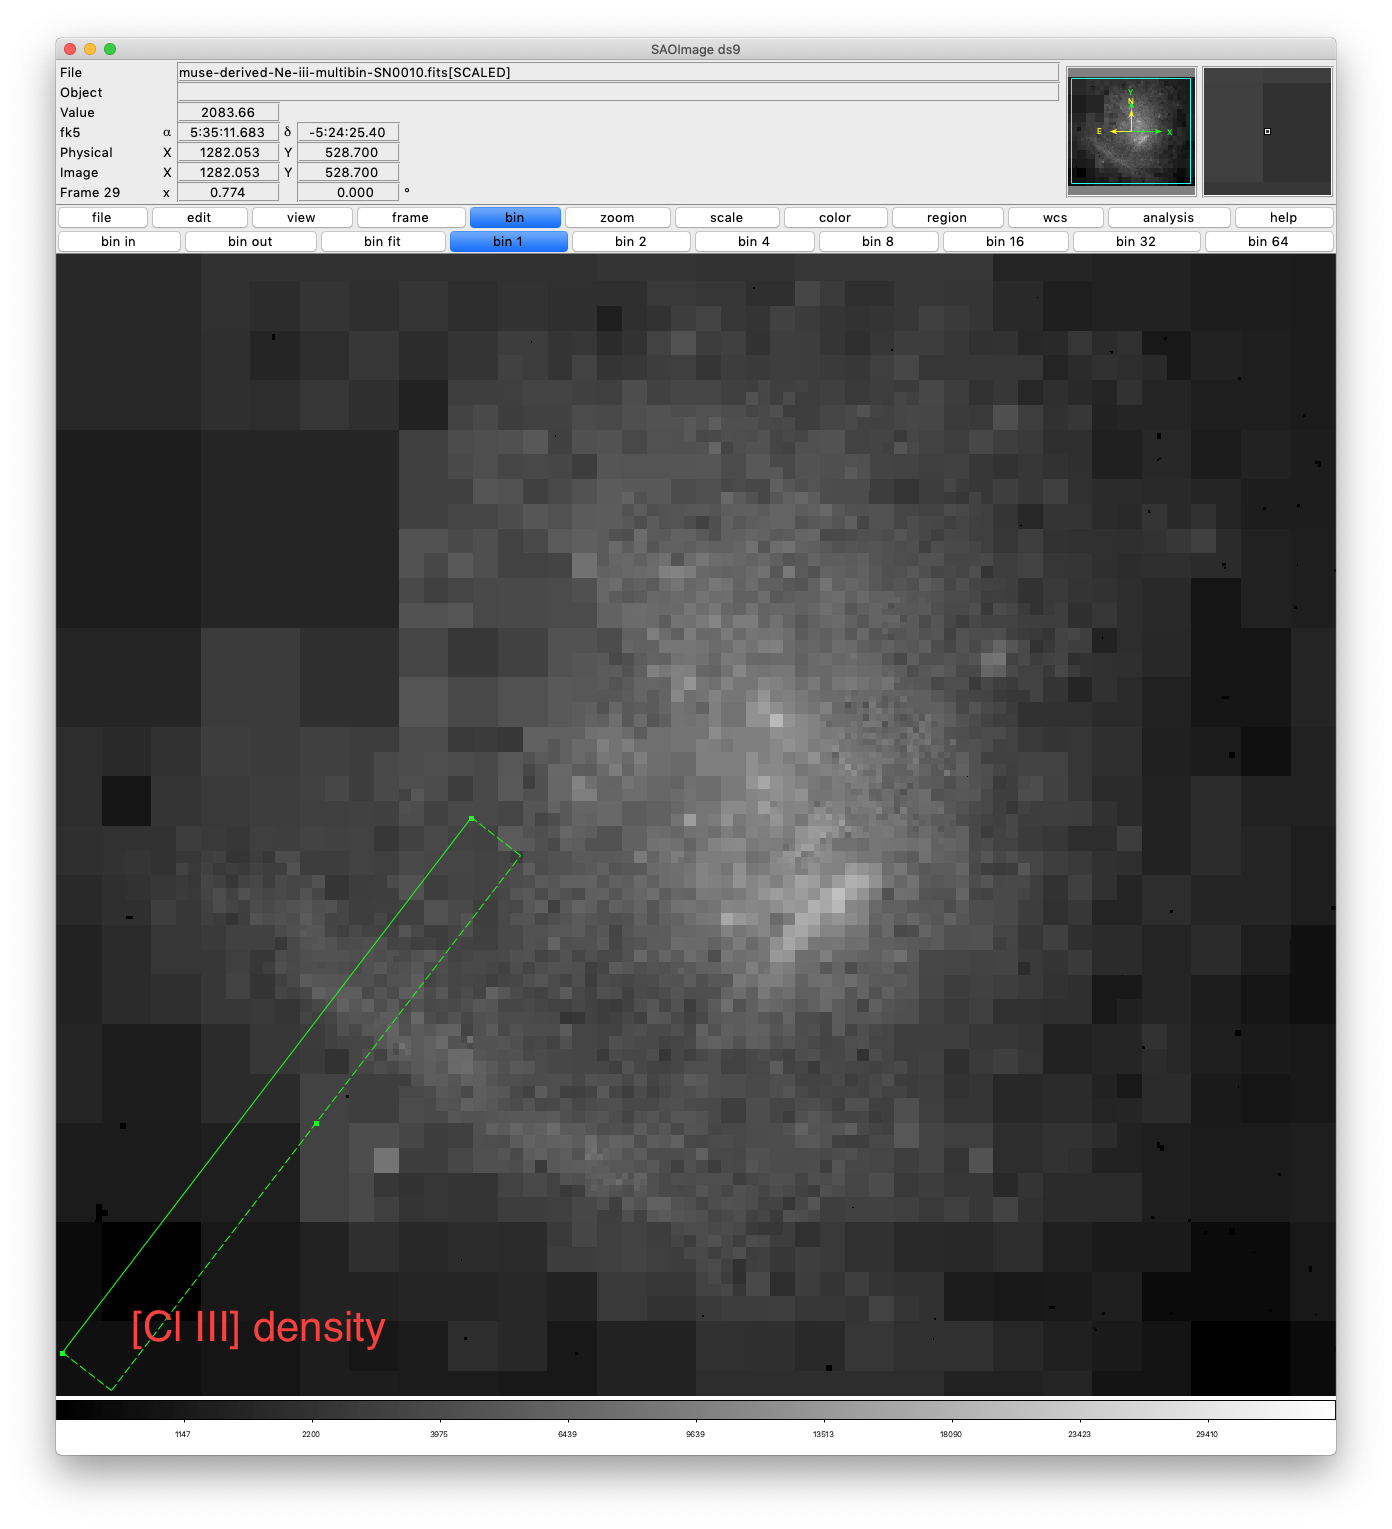 SAOImage ds9
File muse-derived-Ne-iii-multibin-SN0010.fits[SCALED]
Object
Value 2083.66
fk5 α 5:35:11.683 δ -5:24:25.40
Physical X 1282.053 Y 528.700
Image X 1282.053 Y 528.700
Frame 29 x 0.774 0.000 °
Y
N
E X
file edit view frame bin zoom scale color region wcs analysis help
bin in bin out bin fit bin 1 bin 2 bin 4 bin 8 bin 16 bin 32 bin 64
[Cl III] density
1147 2200 3975 6439 9639 13513 18090 23423 29410